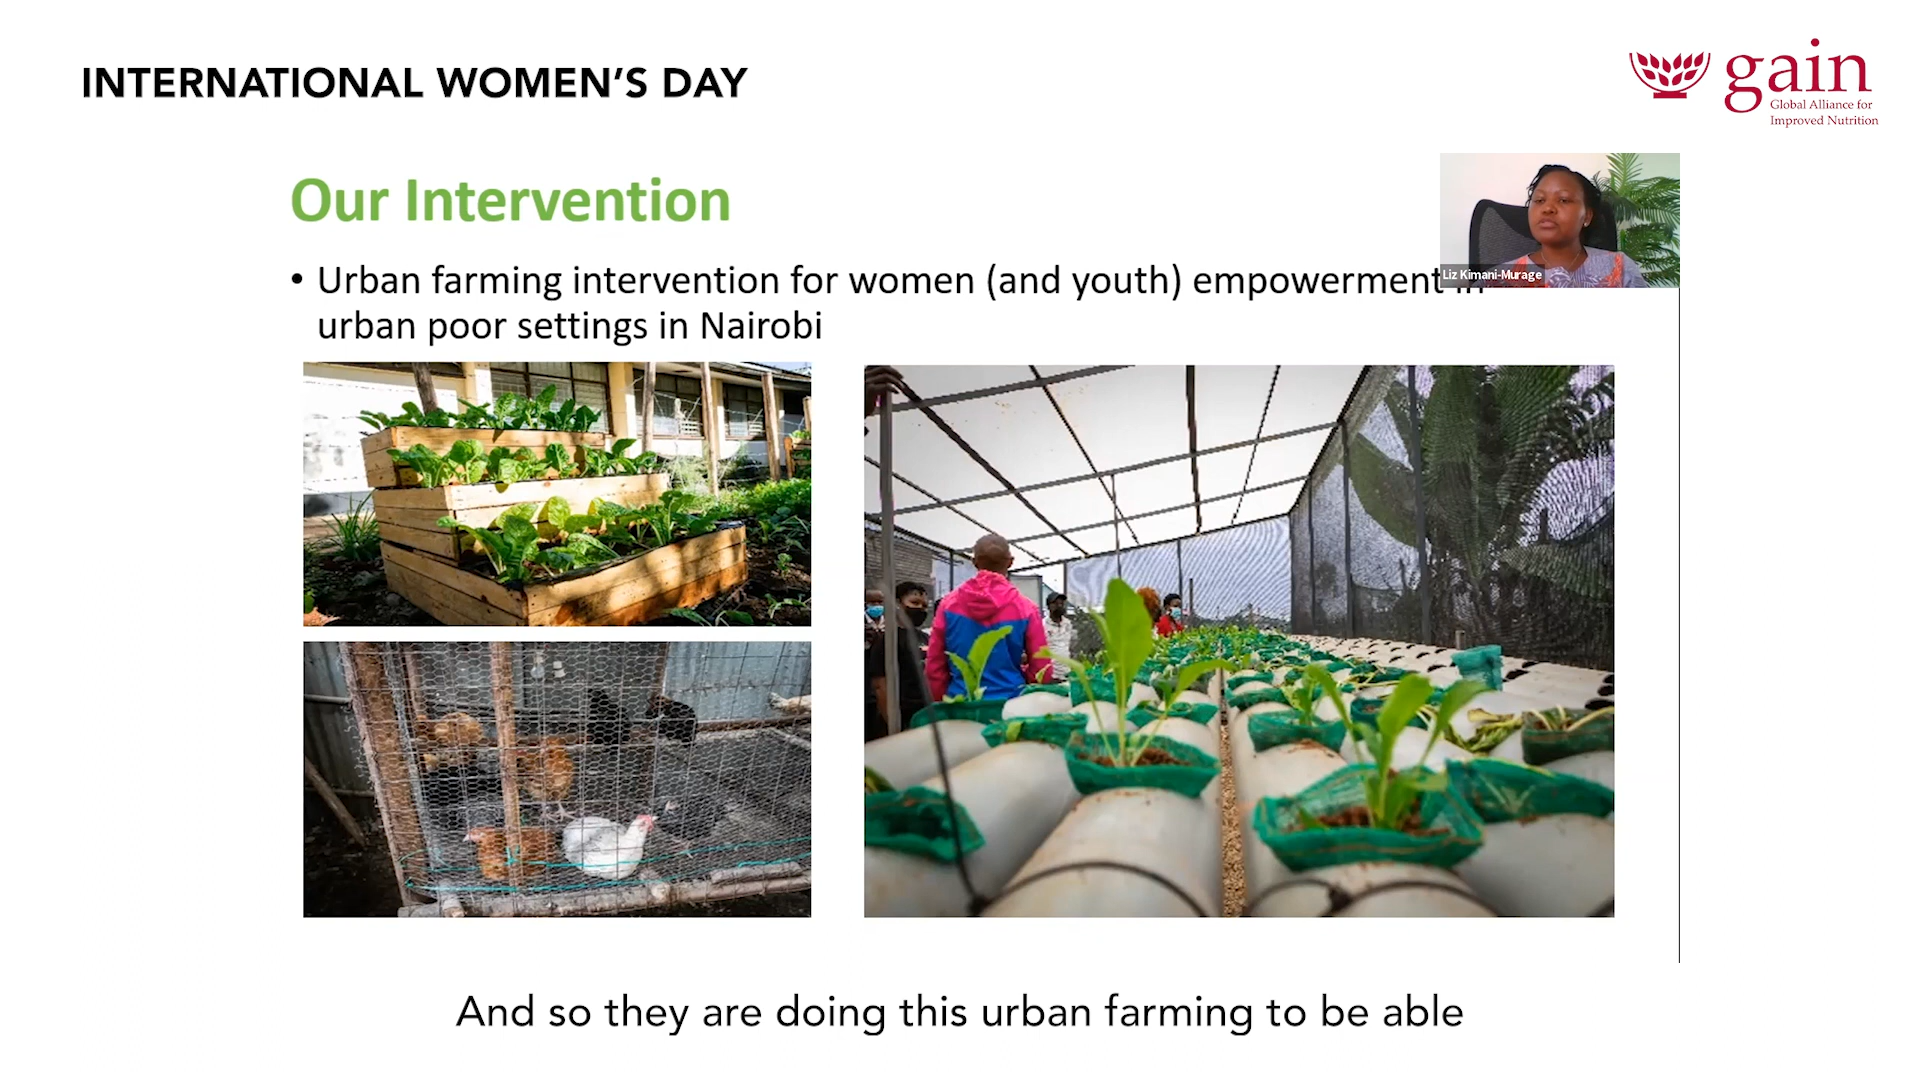 INTERNATIONAL WOMEN’S DAY
gain
Global Alliance for
Improved Nutrition
Our Intervention
Liz Kimani-Murage
• Urban farming intervention for women (and youth) empowerment in
urban poor settings in Nairobi
And so they are doing this urban farming to be able